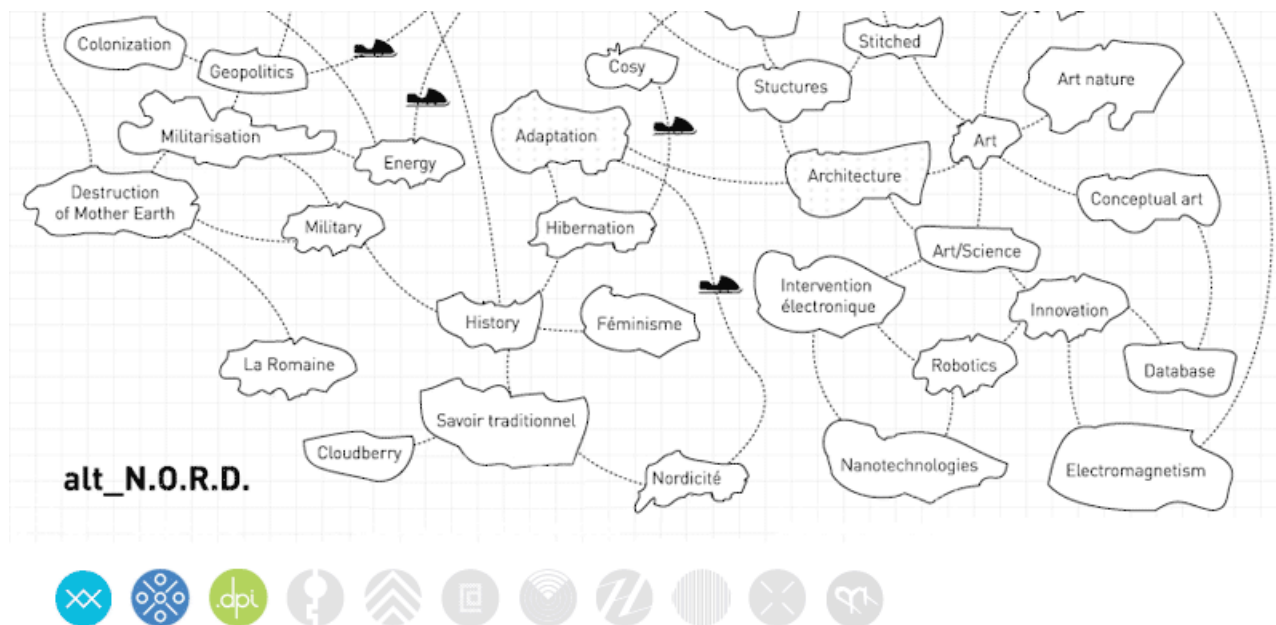 Colonization
Geopolitics
Cosy
Stitched
Stuctures
Art nature
Militarisation
Adaptation
Art
Energy
Architecture
Destruction
of Mother Earth
Conceptual art
Military
Hibernation
Art/Science
Intervention
électronique
History
Féminisme
Innovation
La Romaine
Robotics
Database
Savoir traditionnel
Cloudberry
Nordicité
Nanotechnologies
Electromagnetism
alt_N.O.R.D.
.dpi